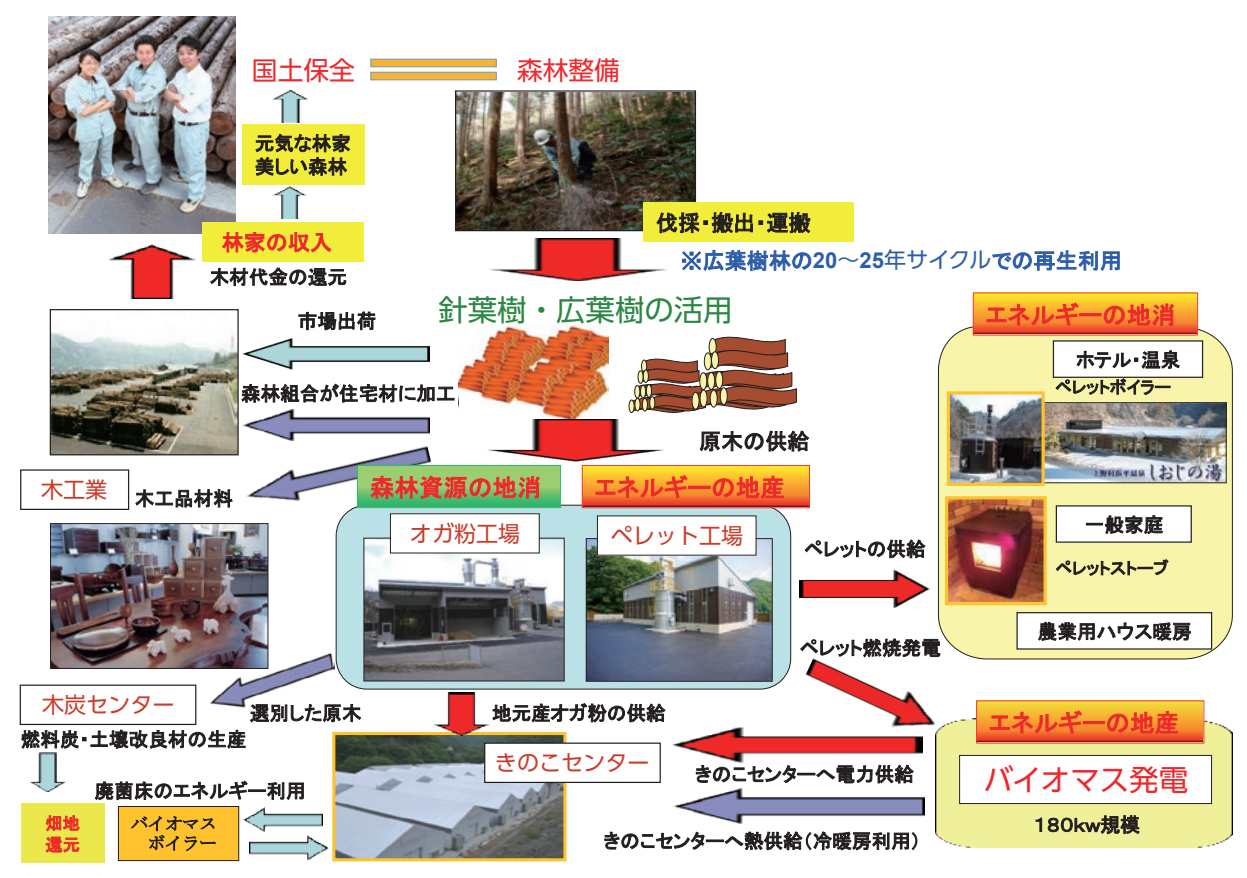 国土保全
森林整備
元気な林家
美しい森林
林家の収入
木材代金の還元
伐採・搬出・運搬
※広葉樹林の20～25年サイクルでの再生利用
針葉樹・広葉樹の活用
市場出荷
森林組合が住宅材に加工
原木の供給
木工業
木工品材料
森林資源の地消
エネルギーの地産
オガ粉工場
ペレット工場
ペレットの供給
エネルギーの地消
ホテル・温泉
ペレットボイラー
上野村浜平温泉 しおじの湯
一般家庭
ペレットストーブ
農業用ハウス暖房
ペレット燃焼発電
木炭センター
選別した原木
地元産オガ粉の供給
燃料炭・土壌改良材の生産
きのこセンター
エネルギーの地産
バイオマス発電
180kw規模
きのこセンターへ電力供給
きのこセンターへ熱供給（冷暖房利用）
廃菌床のエネルギー利用
畑地
還元
バイオマス
ボイラー